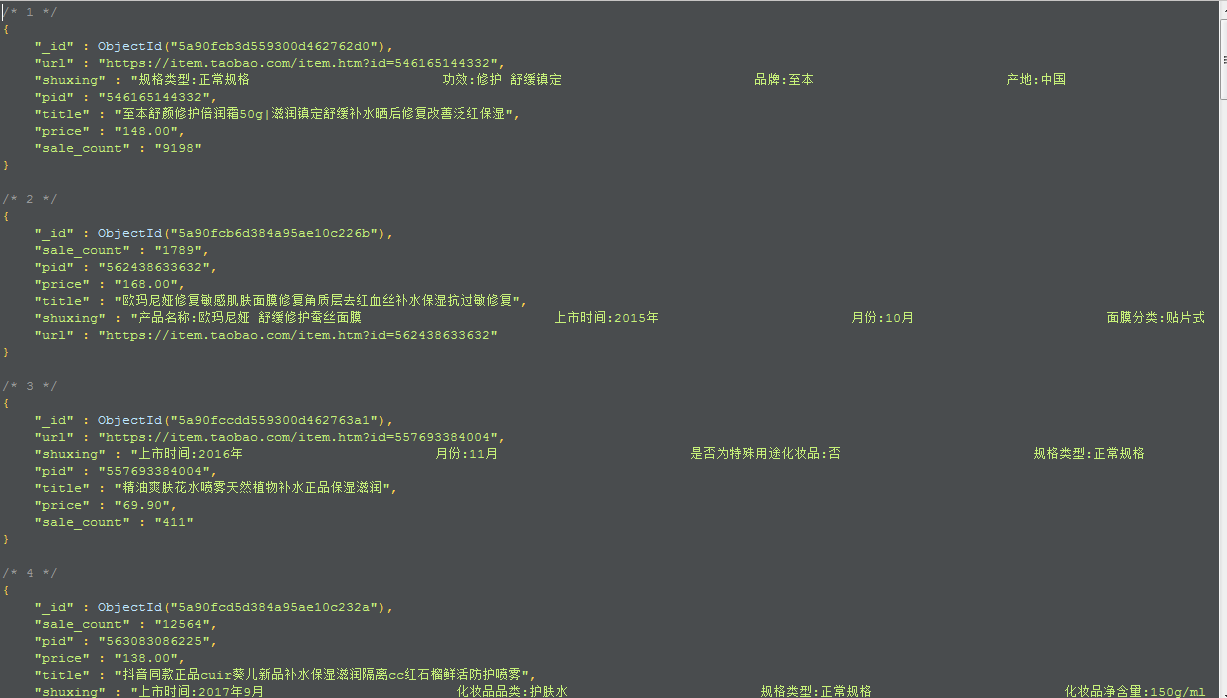 /* 1 */
{
"_id" : ObjectId("5a90fcb3d559300d462762d0"),
"url" : "https://item.taobao.com/item.htm?id=546165144332",
"shuxing" : "规格类型:正常规格 功效:修护 舒缓镇定 品牌:至本 产地:中国
"pid" : "546165144332",
"title" : "至本舒颜修护倍润霜50g|滋润镇定舒缓补水晒后修复改善泛红保湿",
"price" : "148.00",
"sale_count" : "9198"
}
/* 2 */
{
"_id" : ObjectId("5a90fcb6d384a95ae10c226b"),
"sale_count" : "1789",
"pid" : "562438633632",
"price" : "168.00",
"title" : "欧玛尼娅修复敏感肌肤面膜修复角质层去红血丝补水保湿抗过敏修复",
"shuxing" : "产品名称:欧玛尼娅 舒缓修护蚕丝面膜 上市时间:2015年 月份:10月 面膜分类:贴片式
"url" : "https://item.taobao.com/item.htm?id=562438633632"
}
/* 3 */
{
"_id" : ObjectId("5a90fccdd559300d462763a1"),
"url" : "https://item.taobao.com/item.htm?id=557693384004",
"shuxing" : "上市时间:2016年 月份:11月 是否为特殊用途化妆品:否 规格类型:正常规格
"pid" : "557693384004",
"title" : "精油爽肤花水喷雾天然植物补水正品保湿滋润",
"price" : "69.90",
"sale_count" : "411"
}
/* 4 */
{
"_id" : ObjectId("5a90fcd5d384a95ae10c232a"),
"sale_count" : "12564",
"pid" : "563083086225",
"price" : "138.00",
"title" : "抖音同款正品cuir葵儿新品补水保湿滋润隔离cc红石榴鲜活防护喷雾",
"shuxing" : "上市时间:2017年9月 化妆品品类:护肤水 规格类型:正常规格 化妆品净含量:150g/ml